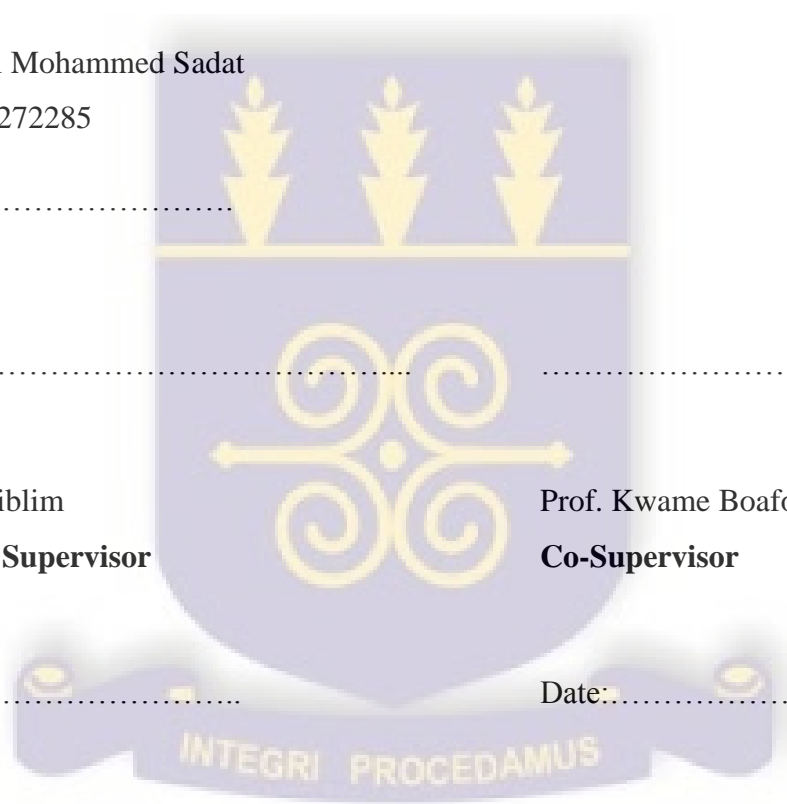 Mohammed Sadat
272285
………………………….
……………………………………....  ……………………
iblim  Prof. Kwame Boafo
Supervisor  Co-Supervisor
……………………..  Date:………………
INTEGRI PROCEDAMUS